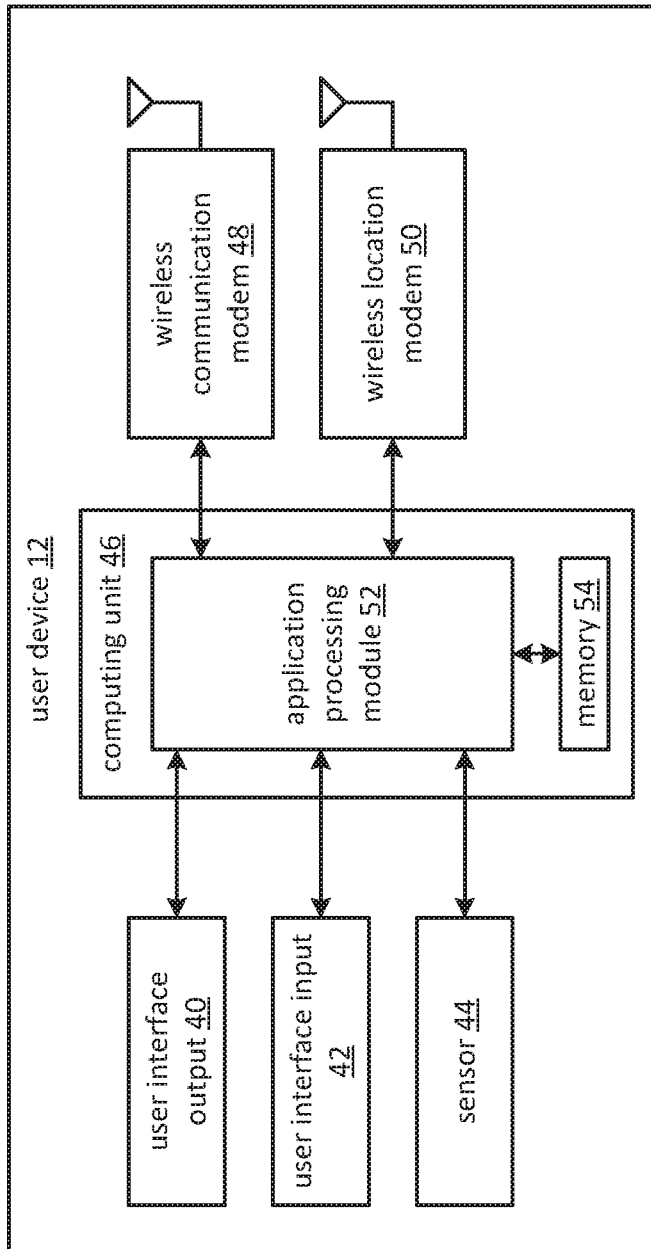 user device 12
computing unit 46
user interface
output 40
user interface input
42
sensor 44
application
processing
module 52
memory 54
wireless
communication
modem 48
wireless location
modem 50